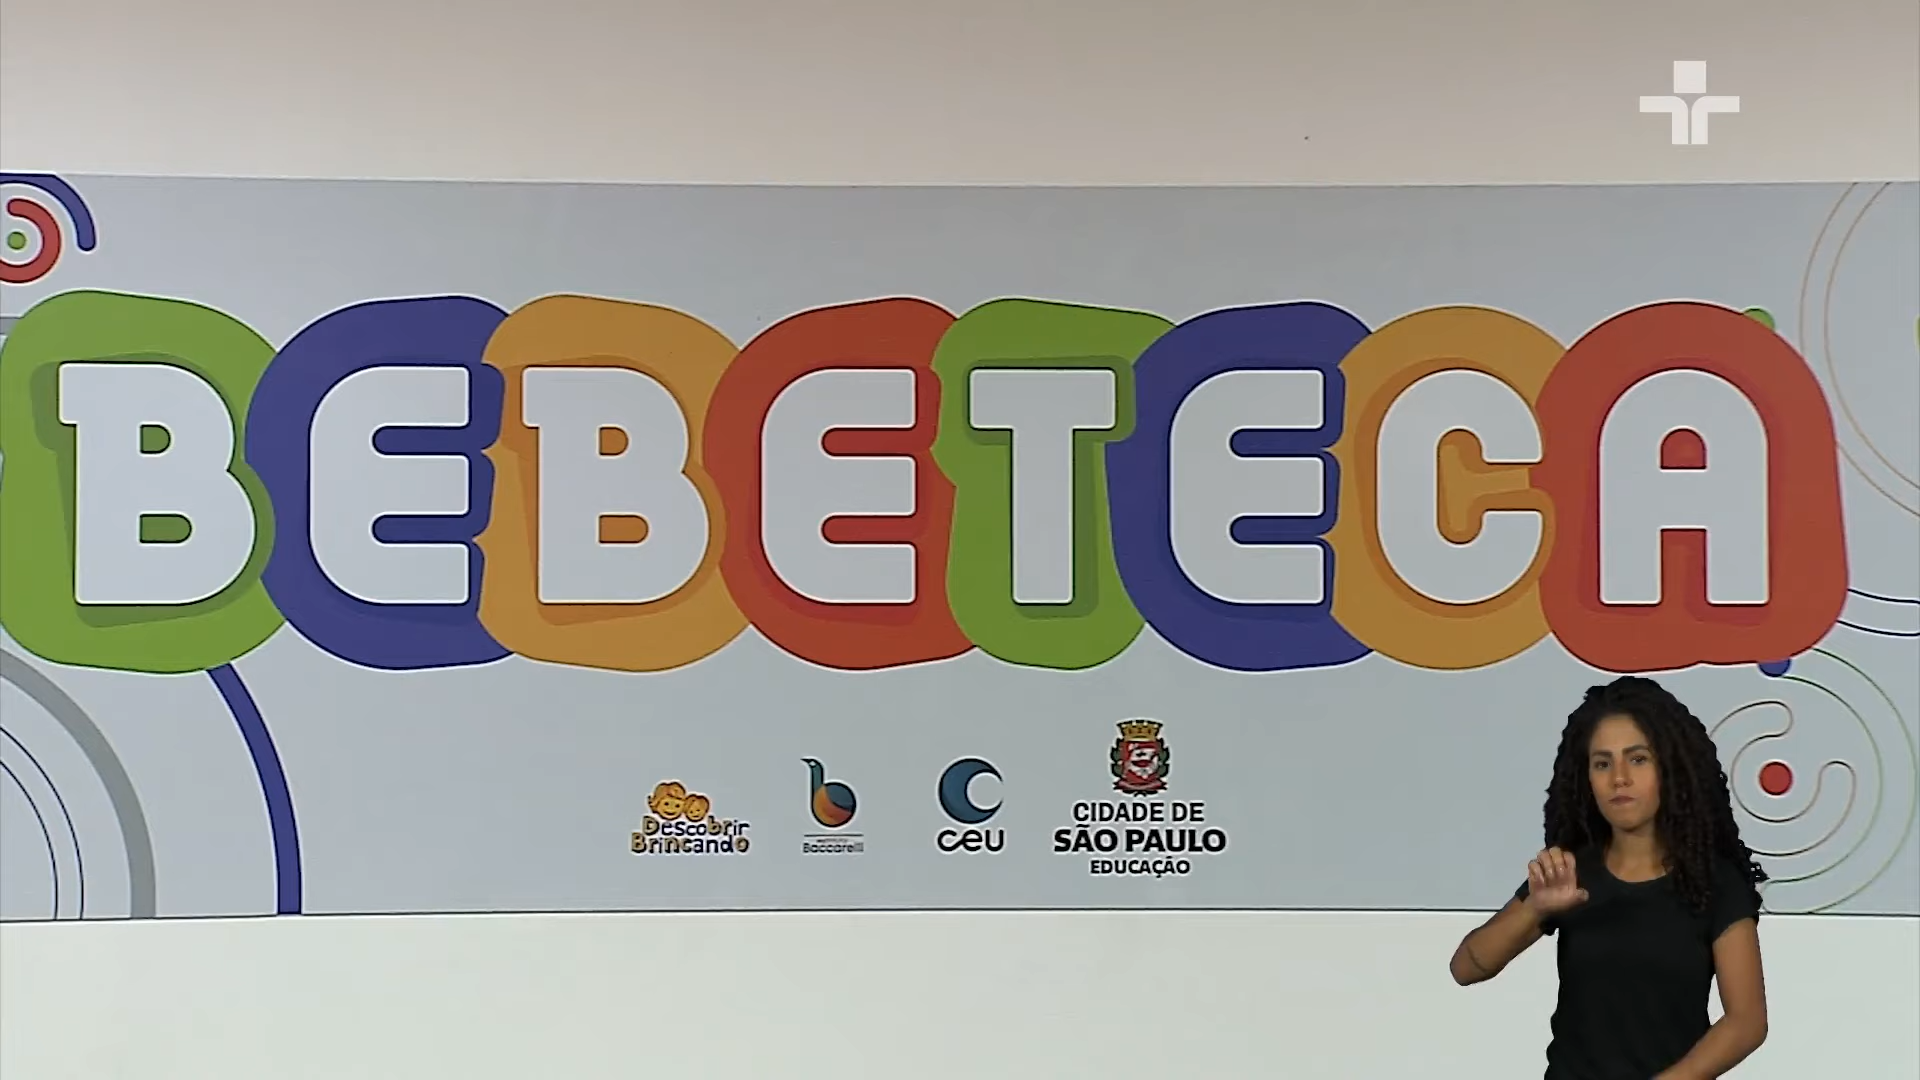 BEBETECA
Descobrir
Brincando
Baccarelli
CEU
CIDADE DE
SÃO PAULO
EDUCAÇÃO